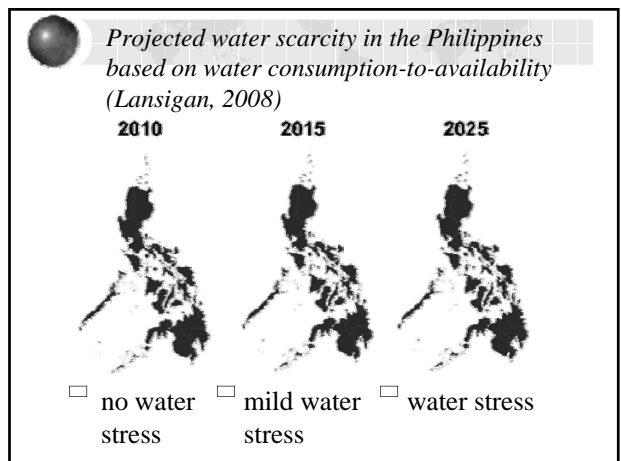 Projected water scarcity in the Philippines
based on water consumption-to-availability
(Lansigan, 2008)
2010 2015 2025
no water mild water water stress
stress stress